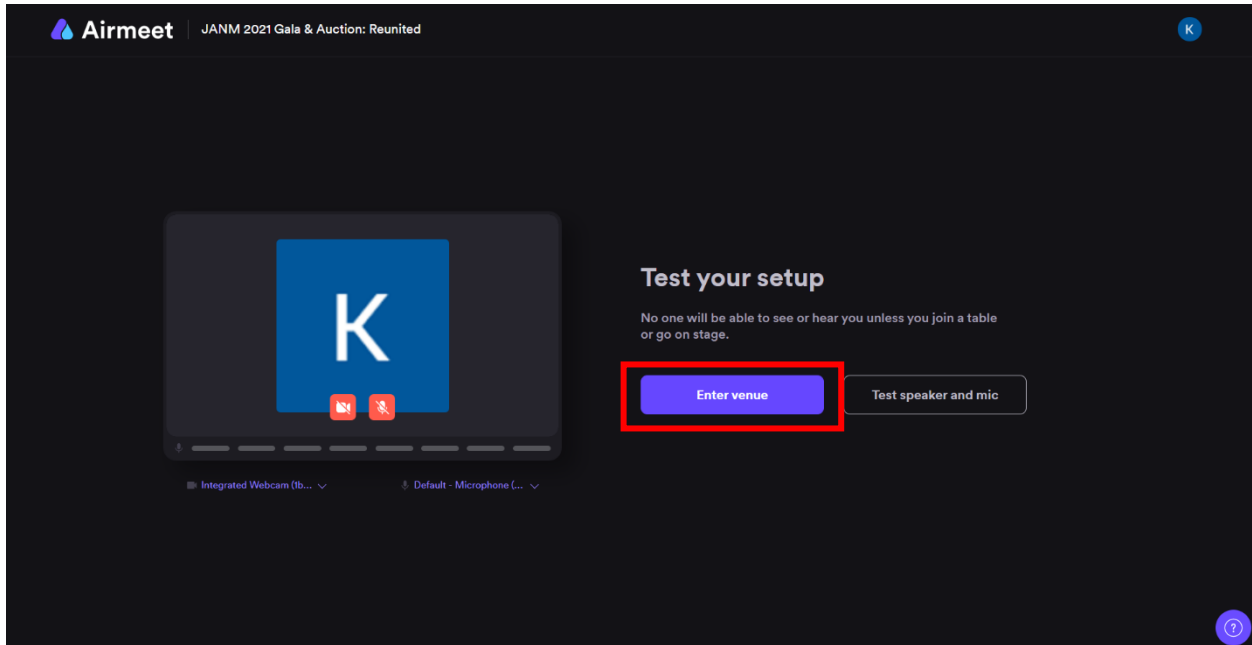 Airmeet
JANM 2021 Gala & Auction: Reunited
K
K
Test your setup
No one will be able to see or hear you unless you join a table
or go on stage.
Enter venue
Test speaker and mic
Integrated Webcam (1b...
Default - Microphone (...
?